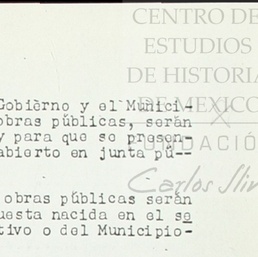 CENTRO DE
ESTUDIOS
DE HISTORIA
DE MEXICO
FUNDACIÓN
Carlos Slim
Gobièrno y el Munici-
obras públicas, serán
y para que se presen-
abierto en junta pú--
obras públicas serán
uesta nacida en el se
tivo o del Municipio-